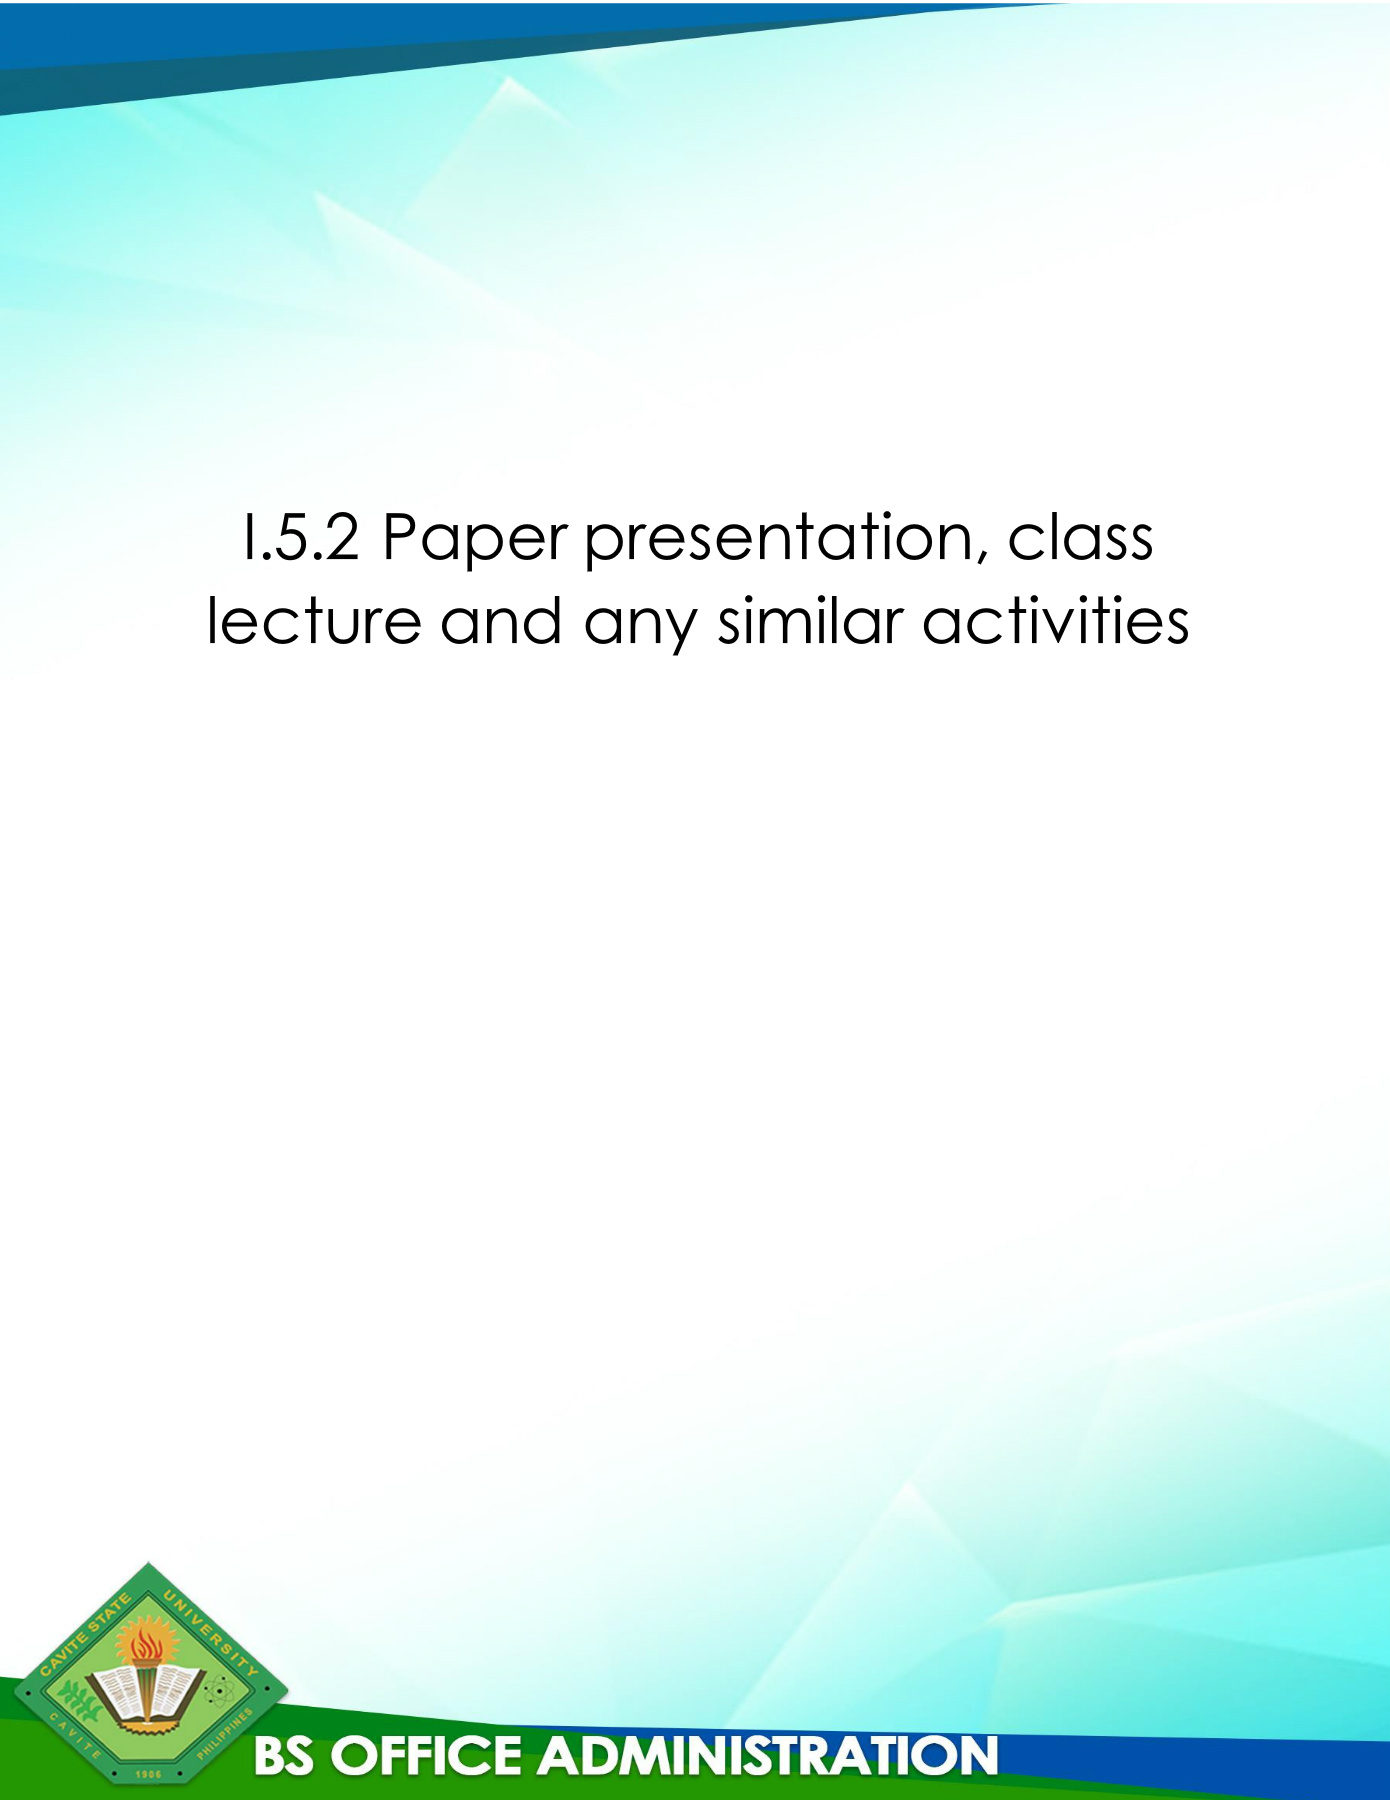 I.5.2 Paper presentation, class
lecture and any similar activities
CAVITE STATE UNIVERSITY
CAVITE PHILIPPINES
1906
BS OFFICE ADMINISTRATION